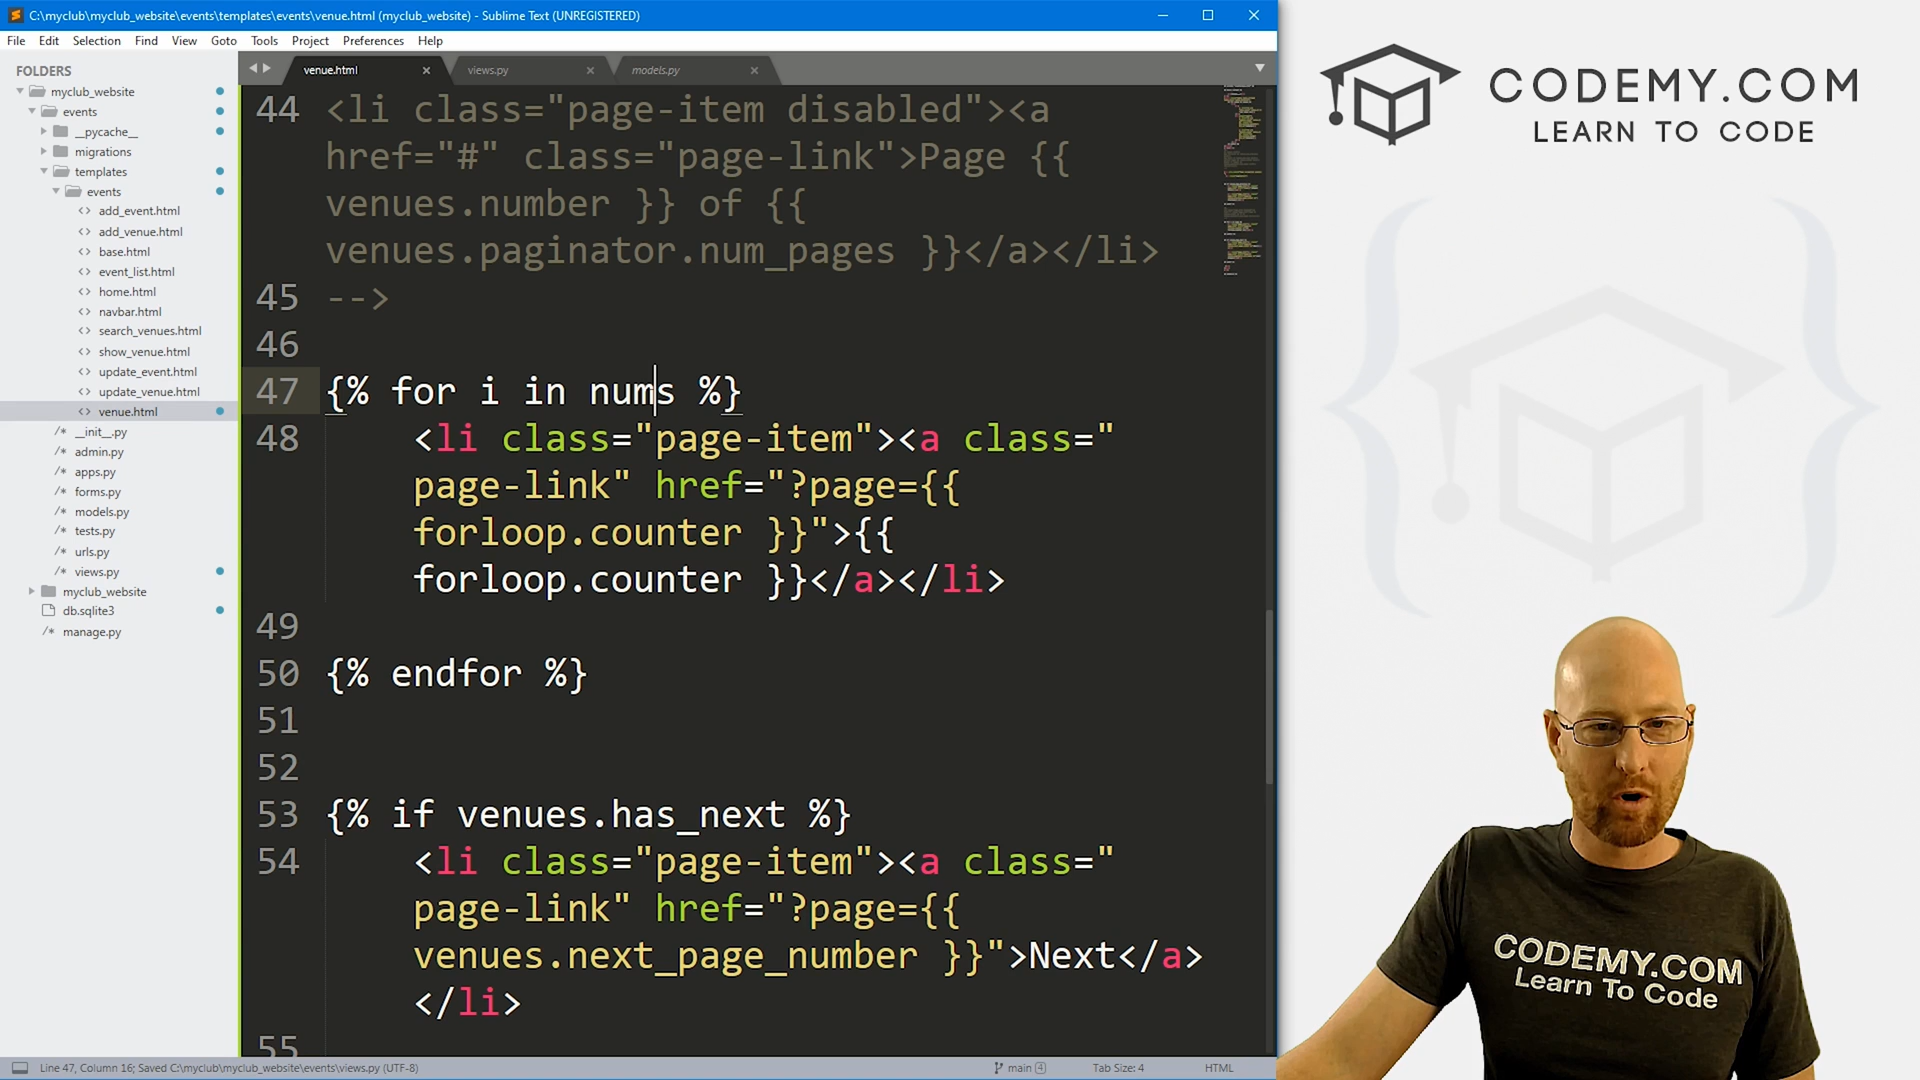 C:\myclub\myclub_website\events\templates\events\venue.html (myclub_website) - Sublime Text (UNREGISTERED)
File Edit Selection Find View Goto Tools Project Preferences Help
FOLDERS
myclub_website
events
__pycache__
migrations
templates
events
add_event.html
add_venue.html
base.html
event_list.html
home.html
navbar.html
search_venues.html
show_venue.html
update_event.html
update_venue.html
venue.html
__init__.py
admin.py
apps.py
forms.py
models.py
tests.py
urls.py
views.py
myclub_website
db.sqlite3
manage.py
venue.html views.py models.py
44 <li class="page-item disabled"><a
href="#" class="page-link">Page {{
venues.number }} of {{
venues.paginator.num_pages }}</a></li>
45 -->
46
47 {% for i in nums %}
48 <li class="page-item"><a class="
page-link" href="?page={{
forloop.counter }}">{{
forloop.counter }}</a></li>
49
50 {% endfor %}
51
52
53 {% if venues.has_next %}
54 <li class="page-item"><a class="
page-link" href="?page={{
venues.next_page_number }}">Next</a>
</li>
55
Line 47, Column 16; Saved C:\myclub\myclub_website\events\views.py (UTF-8) main 4 Tab Size: 4 HTML
CODEMY.COM
LEARN TO CODE
CODEMY.COM
Learn To Code